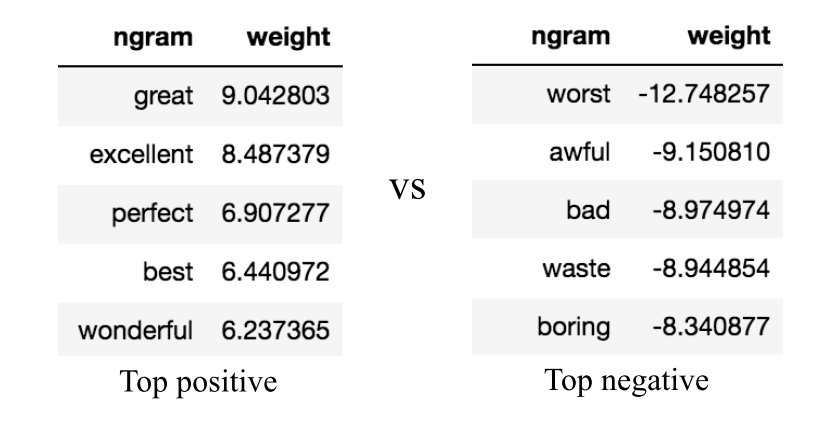 ngram weight
great 9.042803
excellent 8.487379
perfect 6.907277
best 6.440972
wonderful 6.237365
Top positive
vs
ngram weight
worst -12.748257
awful -9.150810
bad -8.974974
waste -8.944854
boring -8.340877
Top negative